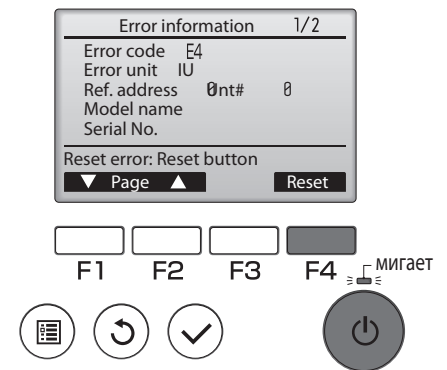 Error information 1/2
Error code E4
Error unit IU
Ref. address 0nt# 0
Model name
Serial No.
Reset error: Reset button
▼ Page ▲ Reset
F1 F2 F3 F4 мигает